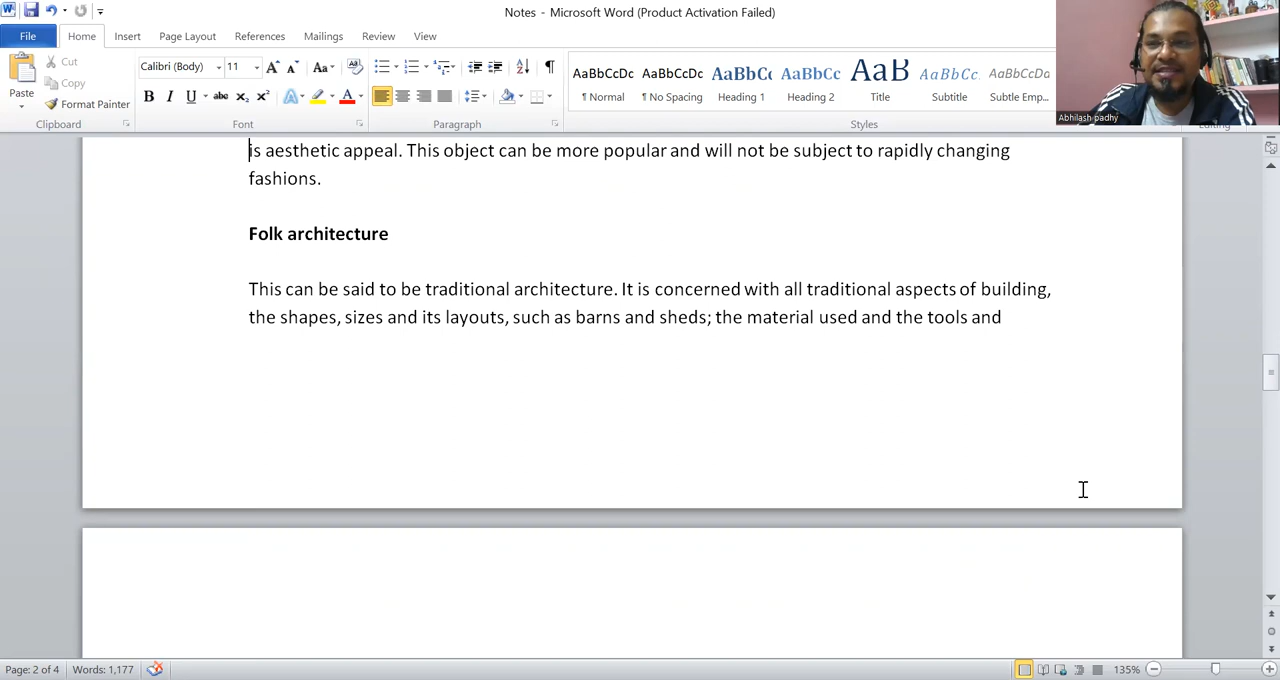 Notes - Microsoft Word (Product Activation Failed)
File Home Insert Page Layout References Mailings Review View
Cut
Copy
Paste
Format Painter
Calibri (Body) 11
AaBbCcDc AaBbCcDc AaBbC AaBbCc AaB AaBbCc. AaBbCcDa
¶ Normal ¶ No Spacing Heading 1 Heading 2 Title Subtitle Subtle Emp...
Clipboard Font Paragraph Styles Editing
Abhilash padhy
is aesthetic appeal. This object can be more popular and will not be subject to rapidly changing
fashions.
Folk architecture
This can be said to be traditional architecture. It is concerned with all traditional aspects of building,
the shapes, sizes and its layouts, such as barns and sheds; the material used and the tools and
Page: 2 of 4 Words: 1,177 135%